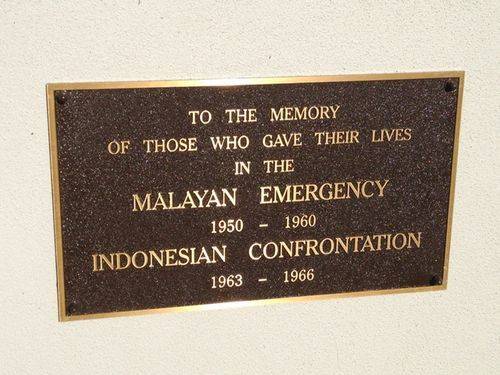 TO THE MEMORY
OF THOSE WHO GAVE THEIR LIVES
IN THE
MALAYAN EMERGENCY
1950 - 1960
INDONESIAN CONFRONTATION
1963 - 1966